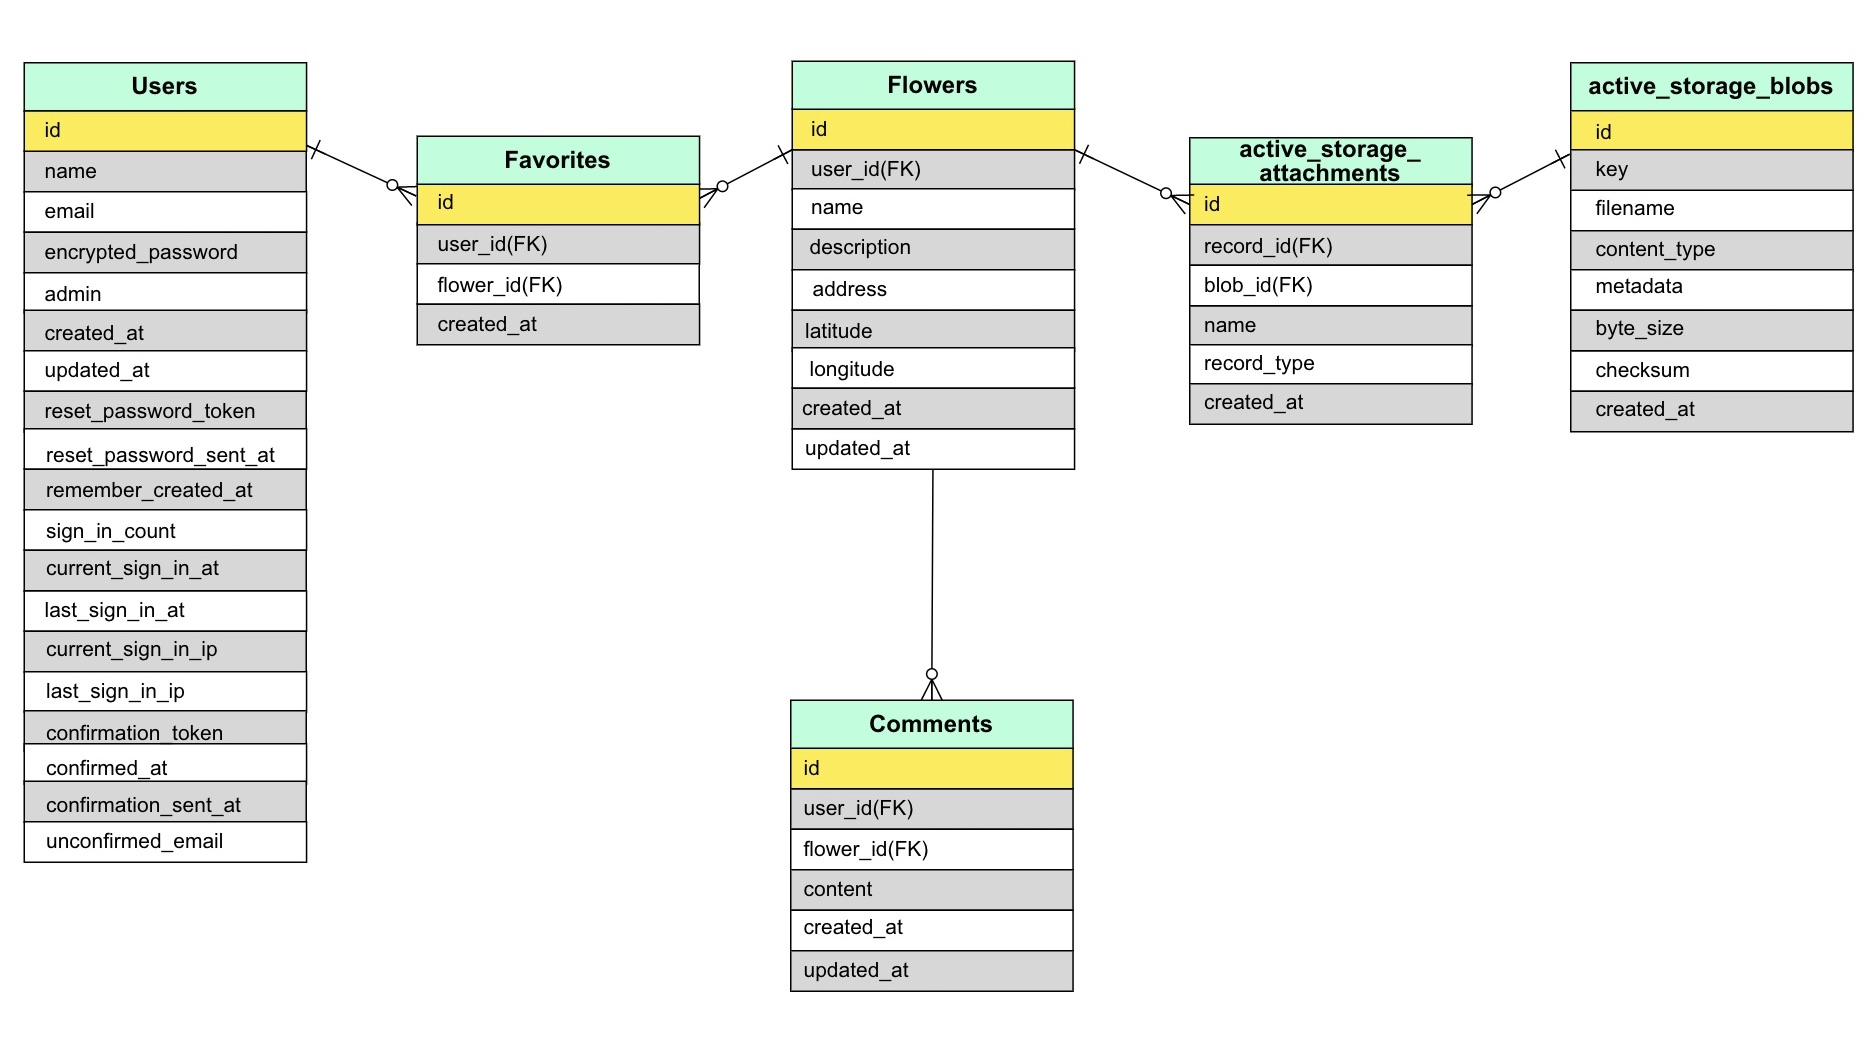 Users
id
name
email
encrypted_password
admin
created_at
updated_at
reset_password_token
reset_password_sent_at
remember_created_at
sign_in_count
current_sign_in_at
last_sign_in_at
current_sign_in_ip
last_sign_in_ip
confirmation_token
confirmed_at
confirmation_sent_at
unconfirmed_email
Favorites
id
user_id(FK)
flower_id(FK)
created_at
Flowers
id
user_id(FK)
name
description
address
latitude
longitude
created_at
updated_at
Comments
id
user_id(FK)
flower_id(FK)
content
created_at
updated_at
active_storage_
attachments
id
record_id(FK)
blob_id(FK)
name
record_type
created_at
active_storage_blobs
id
key
filename
content_type
metadata
byte_size
checksum
created_at